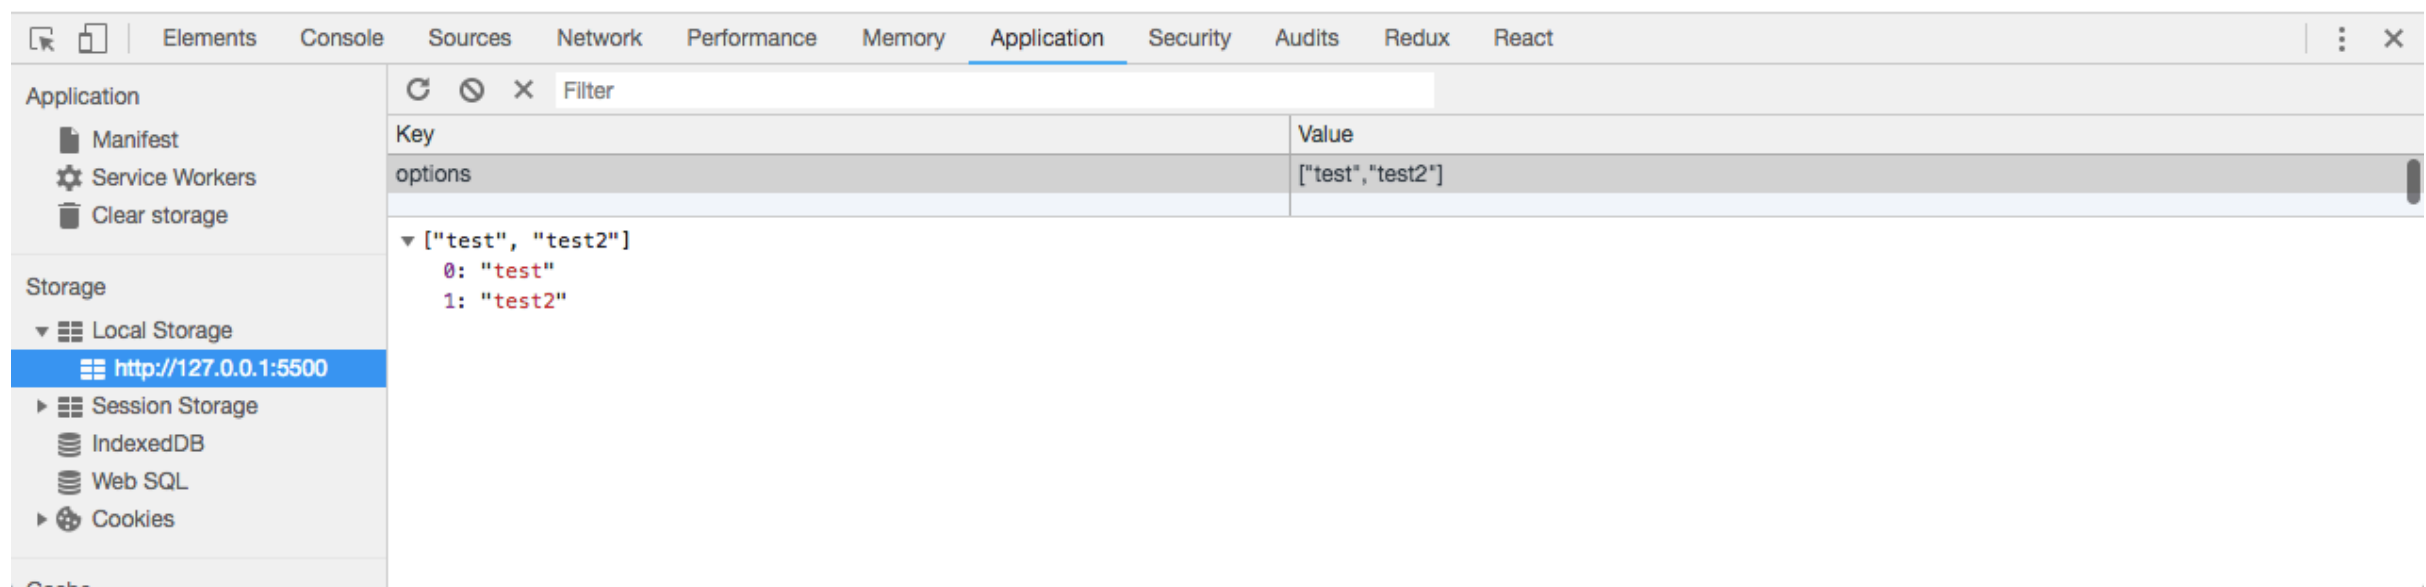 Elements Console Sources Network Performance Memory Application Security Audits Redux React
Application
Manifest
Service Workers
Clear storage
Storage
Local Storage
http://127.0.0.1:5500
Session Storage
IndexedDB
Web SQL
Cookies
Filter
Key Value
options ["test","test2"]
["test", "test2"]
0: "test"
1: "test2"